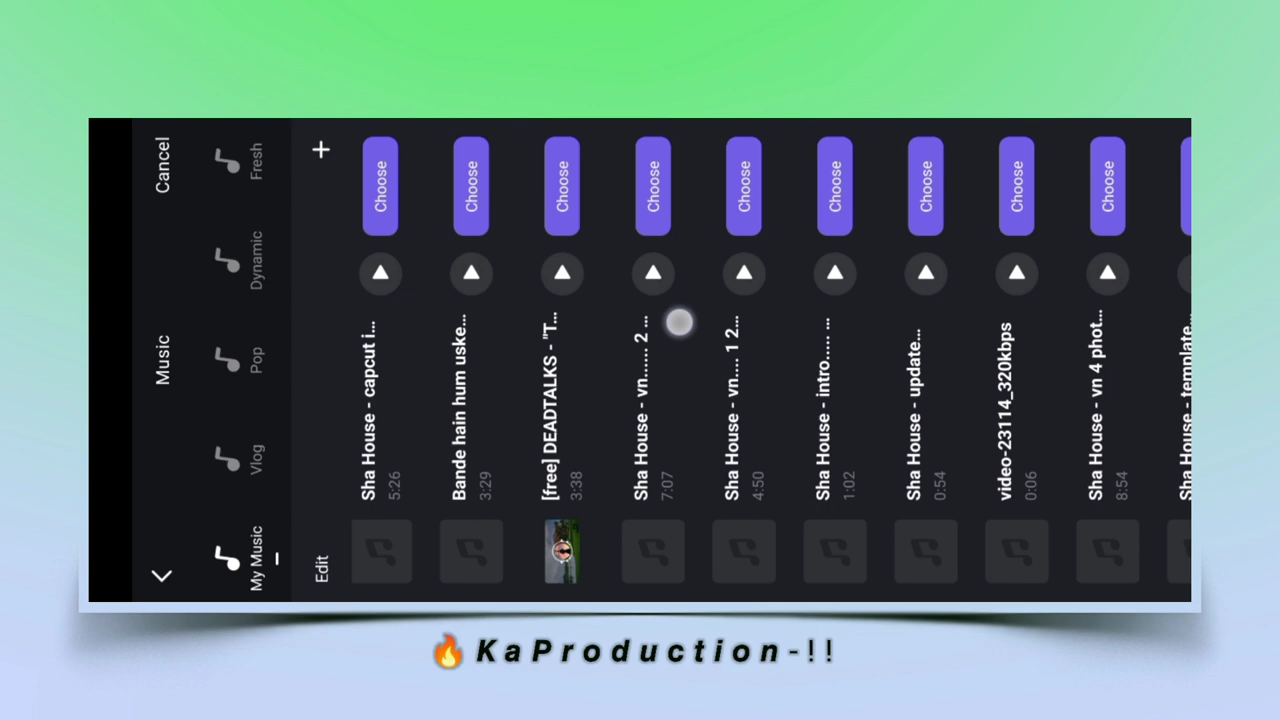 Music
Cancel
My Music
Vlog
Pop
Dynamic
Fresh
Edit
+
Sha House - capcut i...
5:26
Choose
Bande hain hum uske...
3:29
Choose
[free] DEADTALKS - "T...
3:38
Choose
Sha House - vn...... 2 ...
7:07
Choose
Sha House - vn.... 1 2...
4:50
Choose
Sha House - intro...... ...
1:02
Choose
Sha House - update...
0:54
Choose
video-23114_320kbps
0:06
Choose
Sha House - vn 4 phot...
8:54
Choose
Sha House - template...
🔥KaProduction-!!